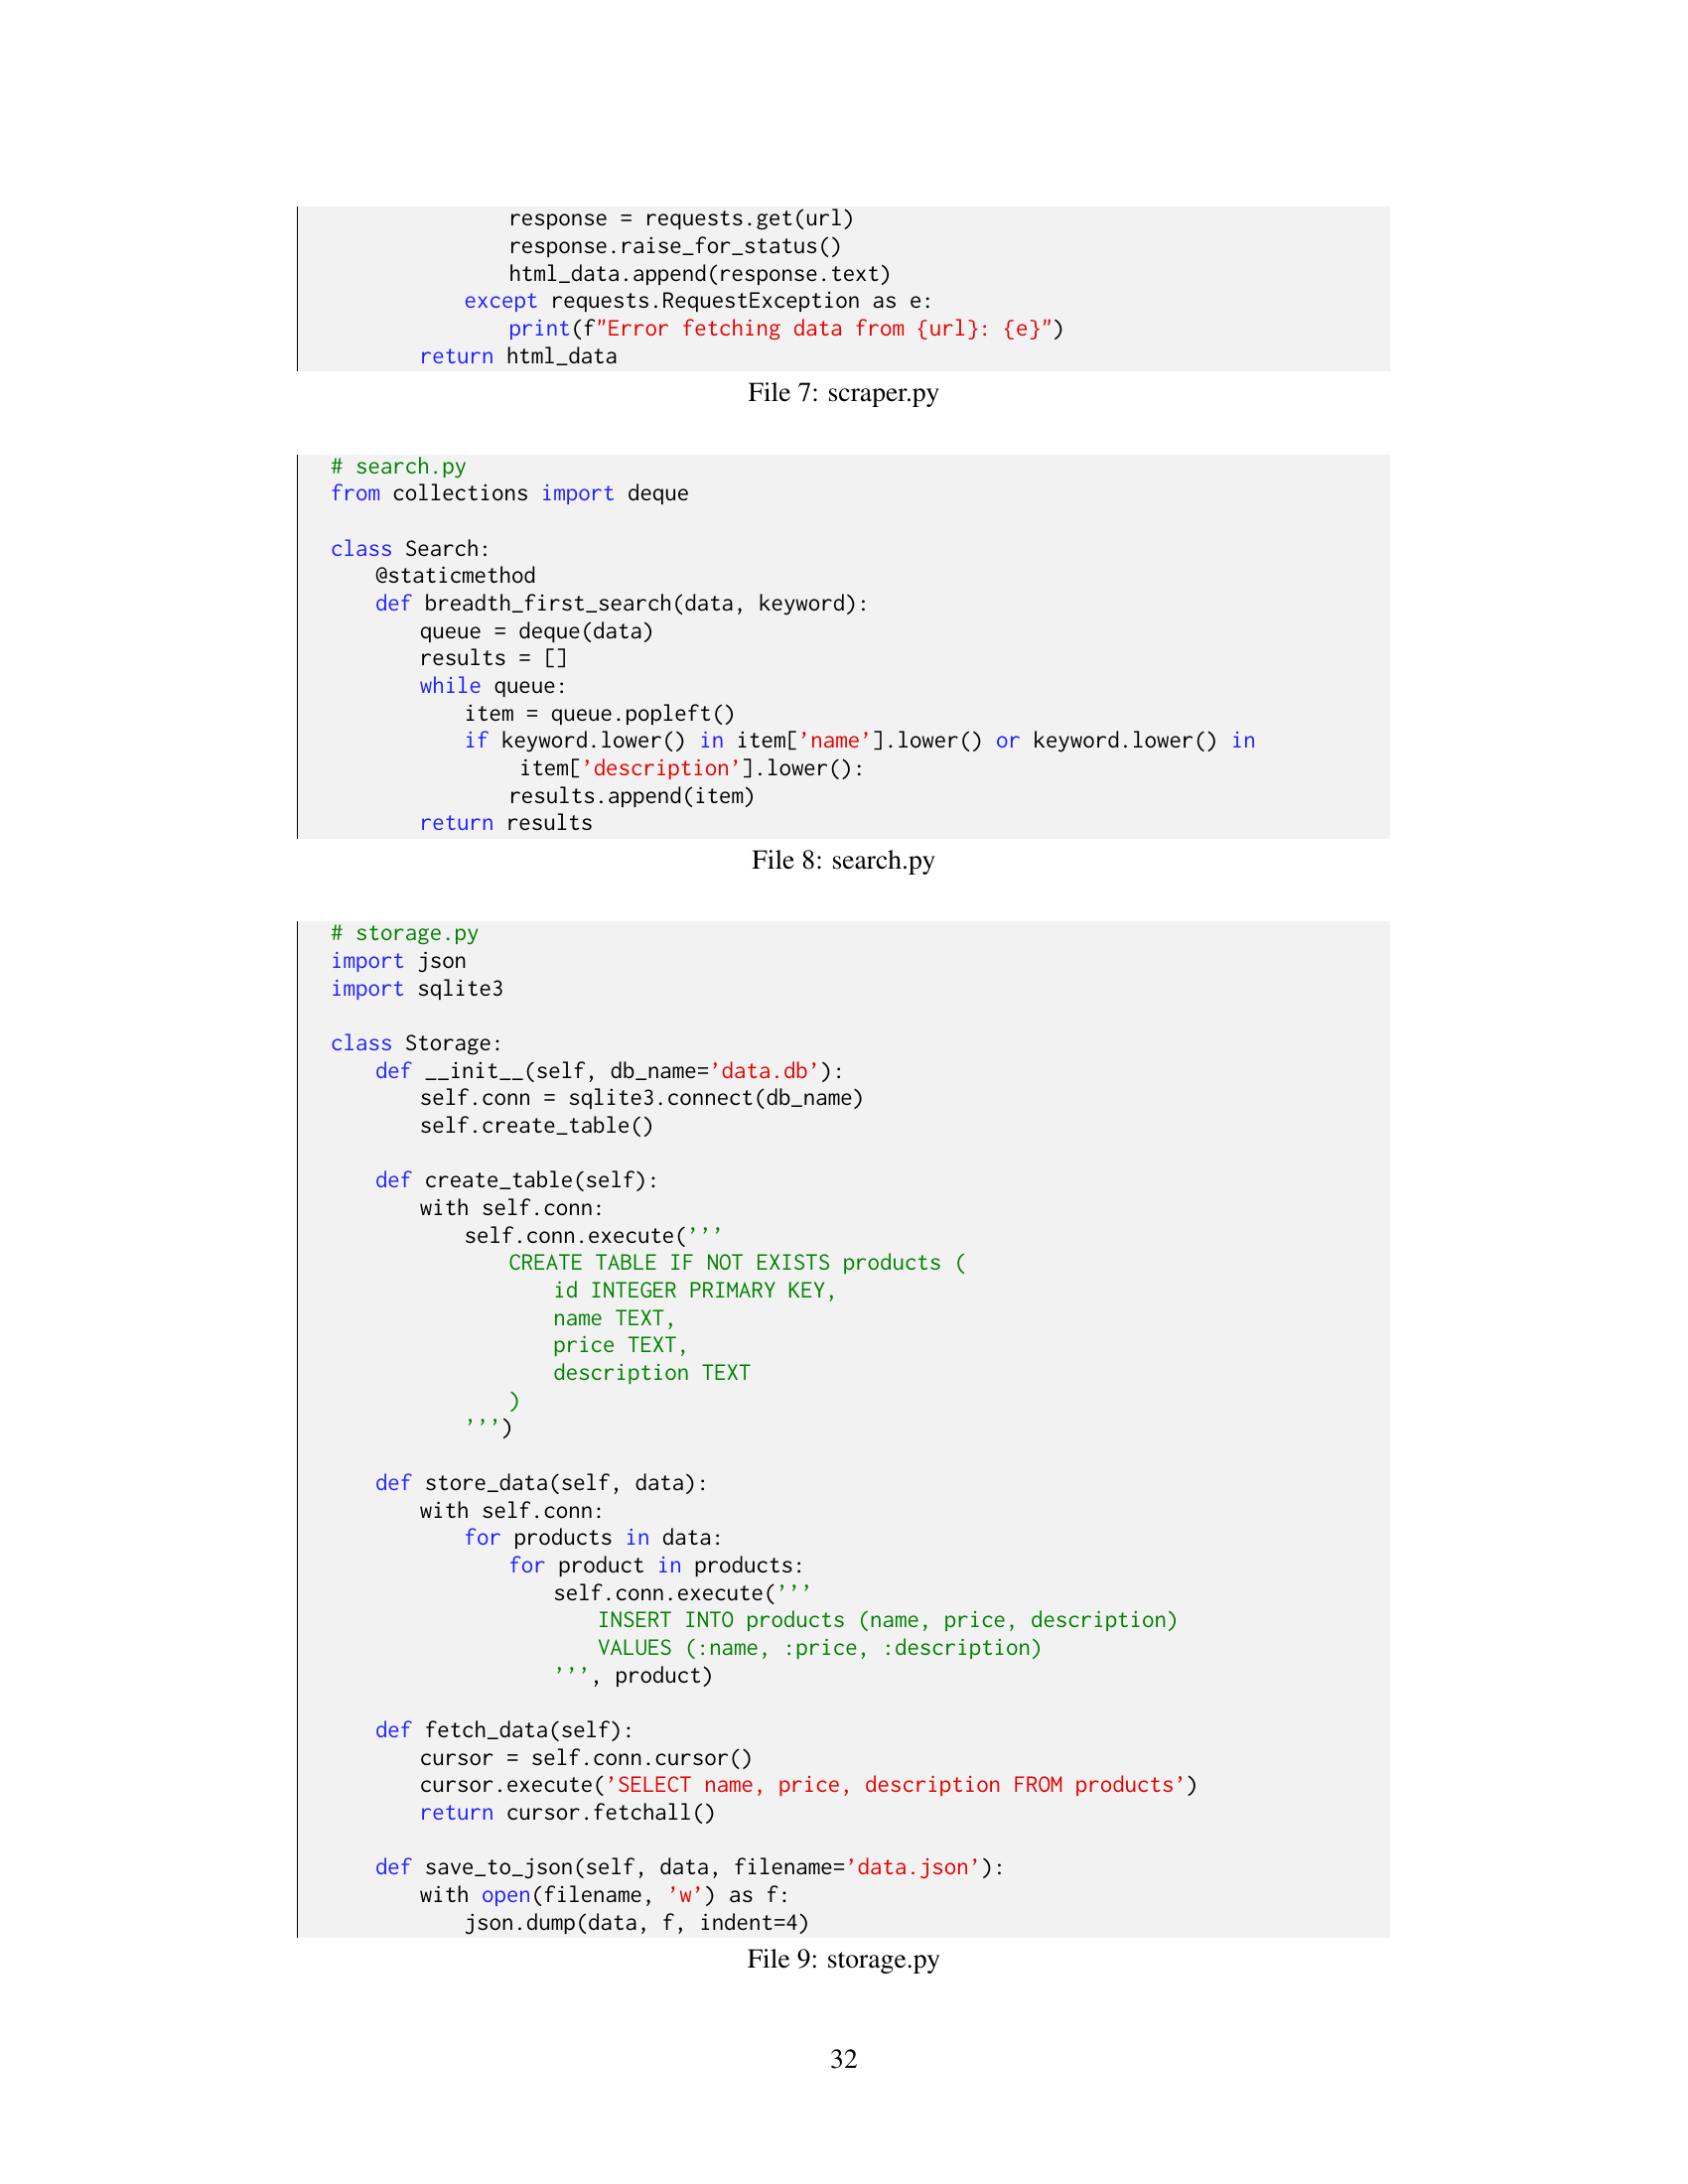 response = requests.get(url)
response.raise_for_status()
html_data.append(response.text)
except requests.RequestException as e:
print(f"Error fetching data from {url}: {e}")
return html_data
File 7: scraper.py
# search.py
from collections import deque
class Search:
@staticmethod
def breadth_first_search(data, keyword):
queue = deque(data)
results = []
while queue:
item = queue.popleft()
if keyword.lower() in item['name'].lower() or keyword.lower() in
item['description'].lower():
results.append(item)
return results
File 8: search.py
# storage.py
import json
import sqlite3
class Storage:
def __init__(self, db_name='data.db'):
self.conn = sqlite3.connect(db_name)
self.create_table()
def create_table(self):
with self.conn:
self.conn.execute('''
CREATE TABLE IF NOT EXISTS products (
id INTEGER PRIMARY KEY,
name TEXT,
price TEXT,
description TEXT
)
''')
def store_data(self, data):
with self.conn:
for products in data:
for product in products:
self.conn.execute('''
INSERT INTO products (name, price, description)
VALUES (:name, :price, :description)
''', product)
def fetch_data(self):
cursor = self.conn.cursor()
cursor.execute('SELECT name, price, description FROM products')
return cursor.fetchall()
def save_to_json(self, data, filename='data.json'):
with open(filename, 'w') as f:
json.dump(data, f, indent=4)
File 9: storage.py
32